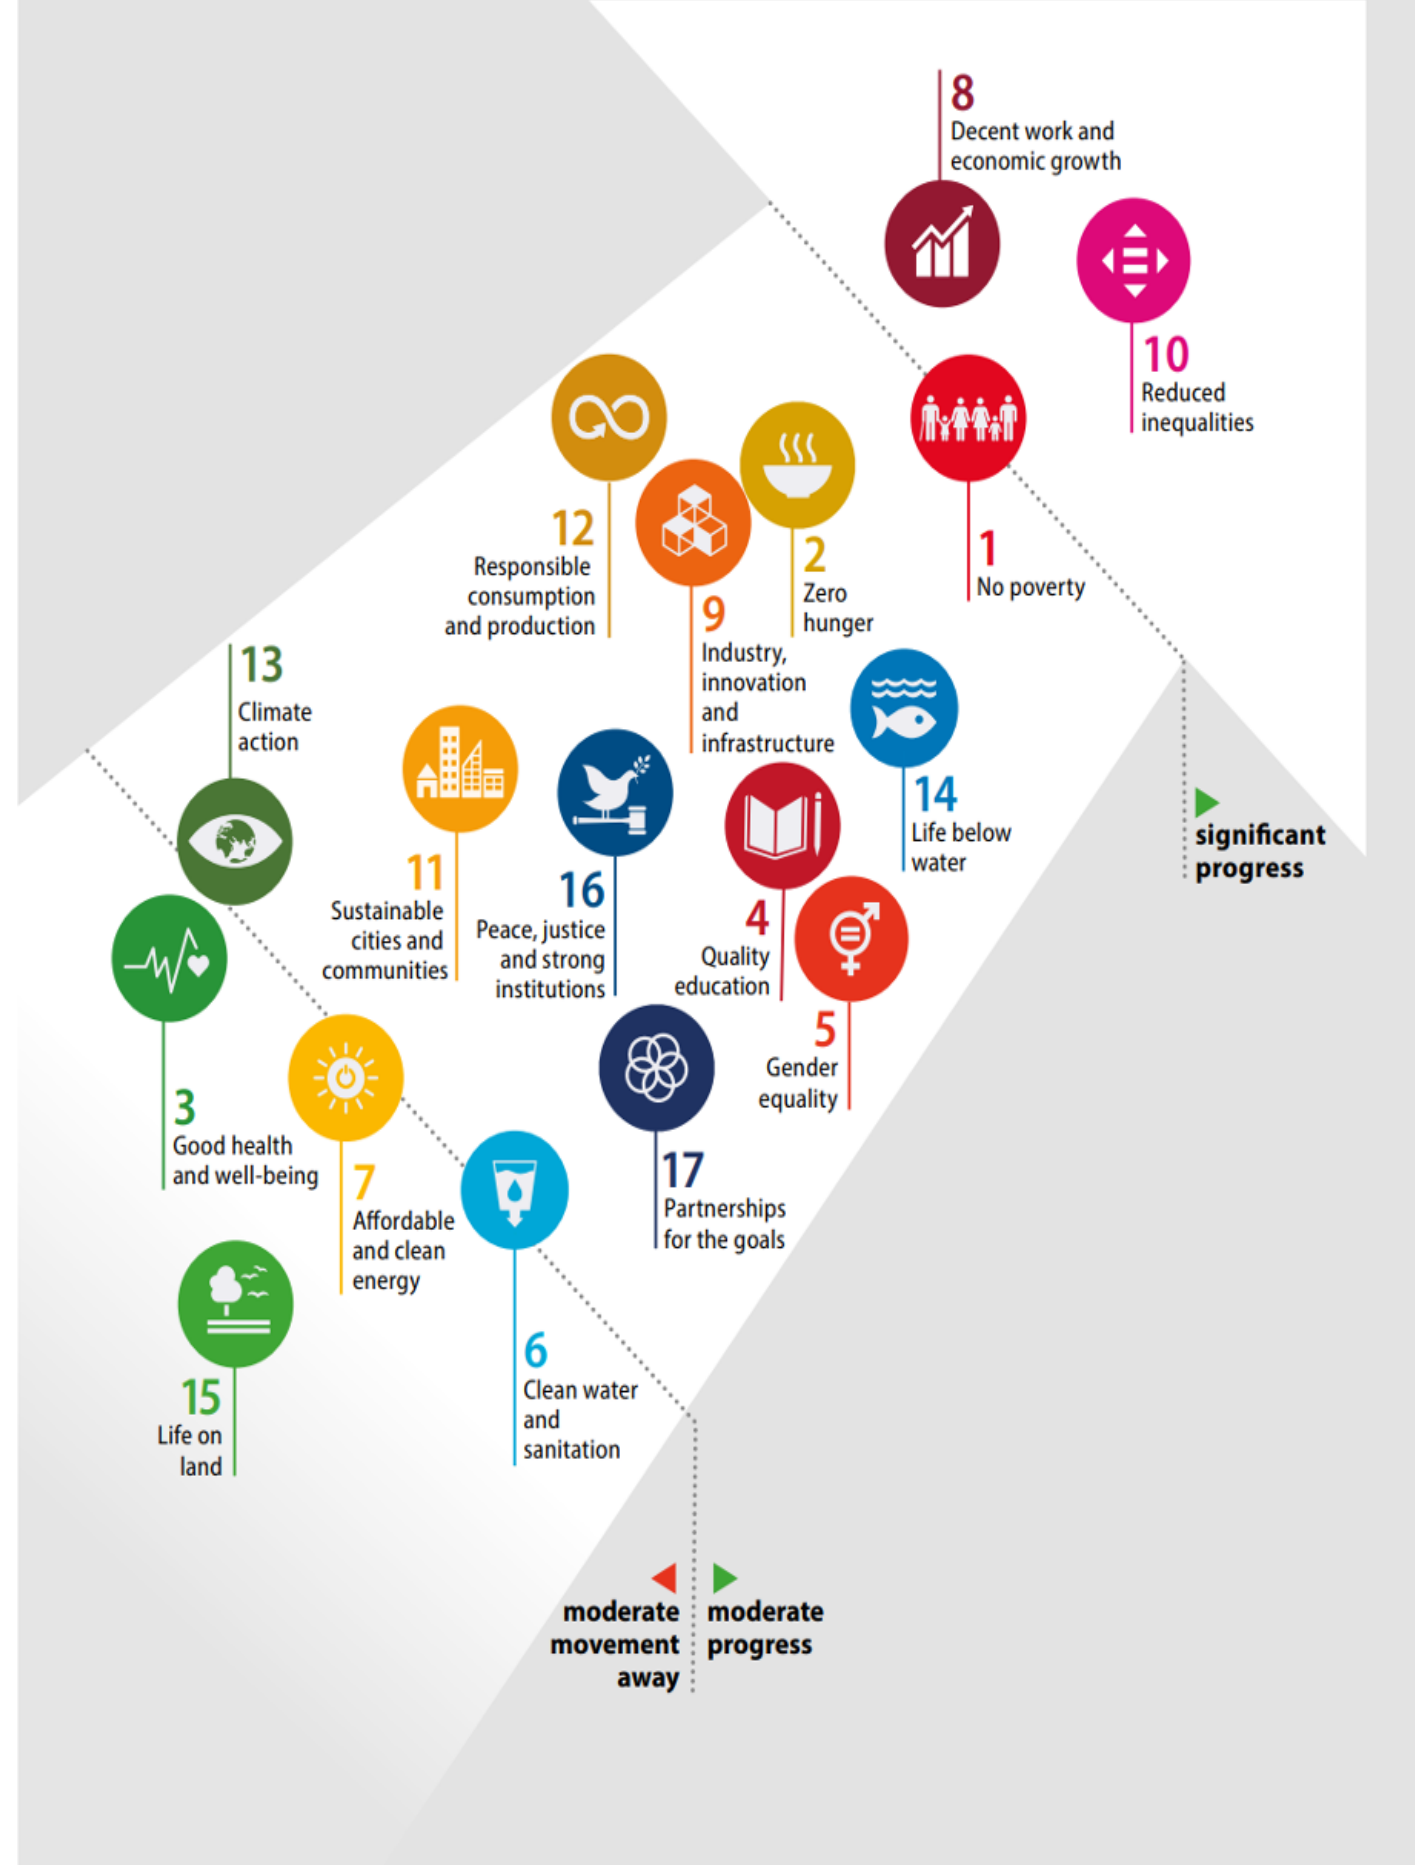 8
Decent work and
economic growth
10
Reduced
inequalities
1
No poverty
12
Responsible
consumption
and production
2
Zero
hunger
9
Industry,
innovation
and
infrastructure
13
Climate
action
14
Life below
water
significant
progress
11
Sustainable
cities and
communities
16
Peace, justice
and strong
institutions
4
Quality
education
5
Gender
equality
3
Good health
and well-being
7
Affordable
and clean
energy
17
Partnerships
for the goals
6
Clean water
and
sanitation
15
Life on
land
moderate
movement
away
moderate
progress